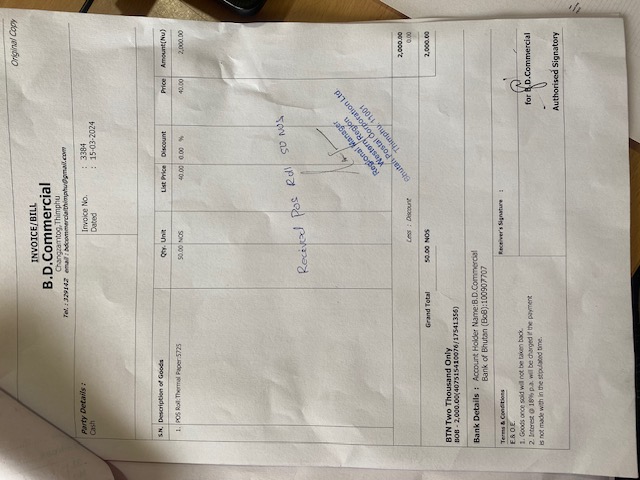 Original Copy
INVOICE/BILL
B.D.Commercial
Changzamtog,Thimphu
Tel. : 329142 email : bdcommercialthimphu@gmail.com
Party Details :
Cash
Invoice No. : 3384
Dated : 15-03-2024
S.N. Description of Goods Qty. Unit List Price Discount Price Amount(Nu)
1. POS Roll:Thermal Paper:5725 50.00 NOS 40.00 0.00 % 40.00 2,000.00
Recived Pos Roll 50 NOS
Regional Manager
Western Region
Bhutan Postal Corporation Ltd.
Thimphu, 11001
2,000.00
Less : Discount 0.00
Grand Total 50.00 NOS 2,000.00
BTN Two Thousand Only
BOB - 2,000.00(407515410076/17541356)
Bank Details : Account Holder Name:B.D.Commercial
Bank of Bhutan (BoB):100907707
Terms & Conditions
E.& O.E.
1. Goods once sold will not be taken back.
2. Interest @ 18% p.a. will be charged if the payment
is not made with in the stipulated time.
Receiver's Signature :
for B.D.Commercial
Authorised Signatory